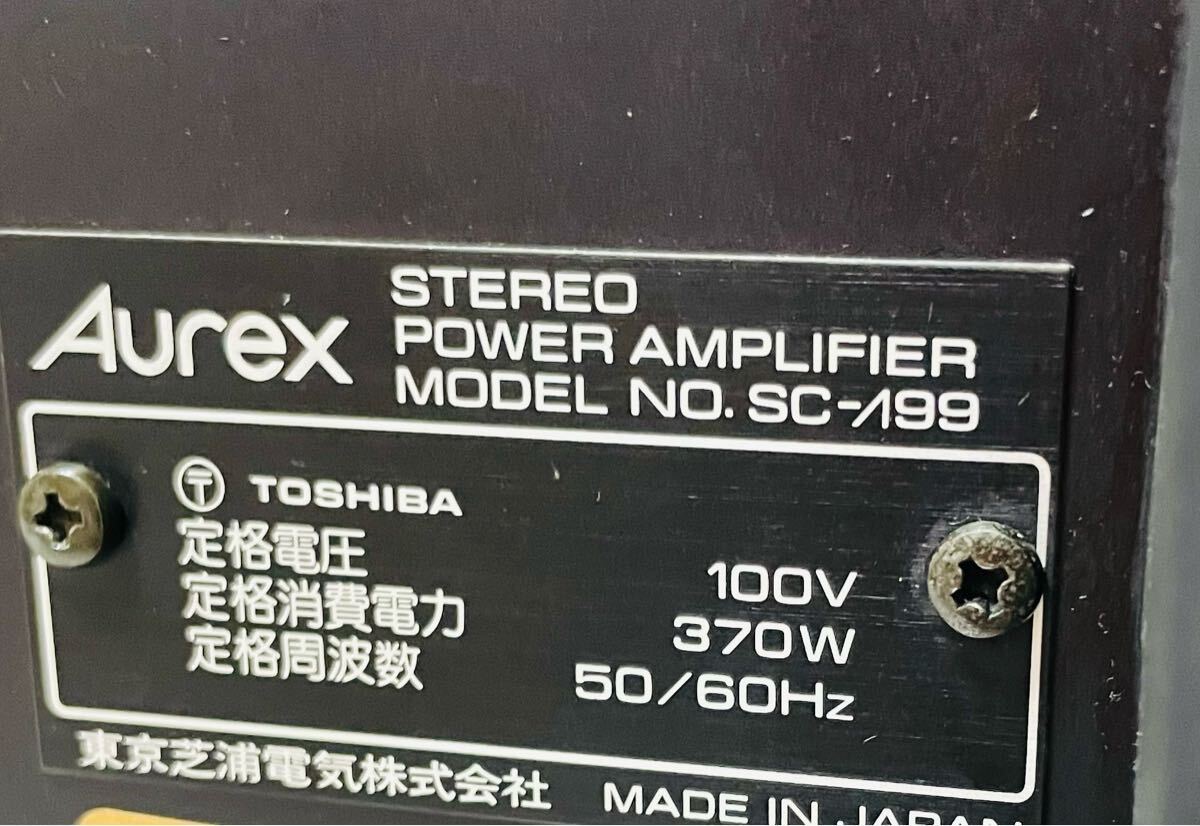 Aurex
STEREO
POWER AMPLIFIER
MODEL NO. SC-Λ99
〒 TOSHIBA
定格電圧 100V
定格消費電力 370W
定格周波数 50/60Hz
東京芝浦電気株式会社 MADE IN JAPAN